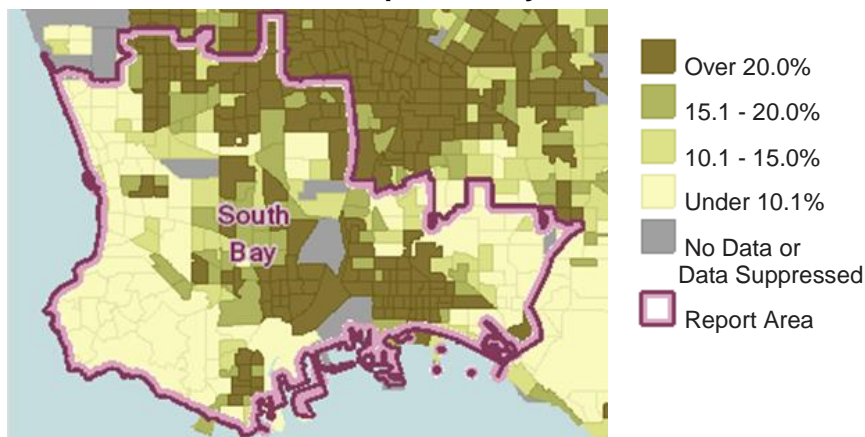 South
Bay
Over 20.0%
15.1 - 20.0%
10.1 - 15.0%
Under 10.1%
No Data or
Data Suppressed
Report Area